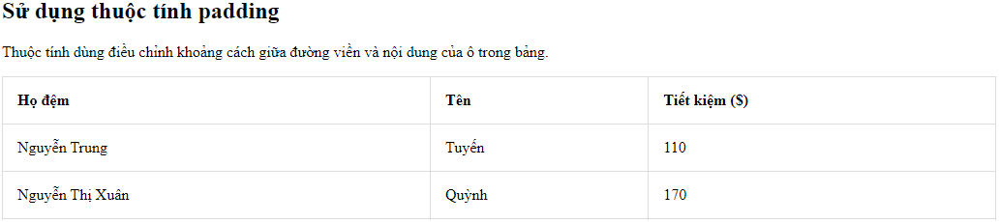 Sử dụng thuộc tính padding
Thuộc tính dùng điều chỉnh khoảng cách giữa đường viền và nội dung của ô trong bảng.
Họ đệm Tên Tiết kiệm ($)
Nguyễn Trung Tuyến 110
Nguyễn Thị Xuân Quỳnh 170